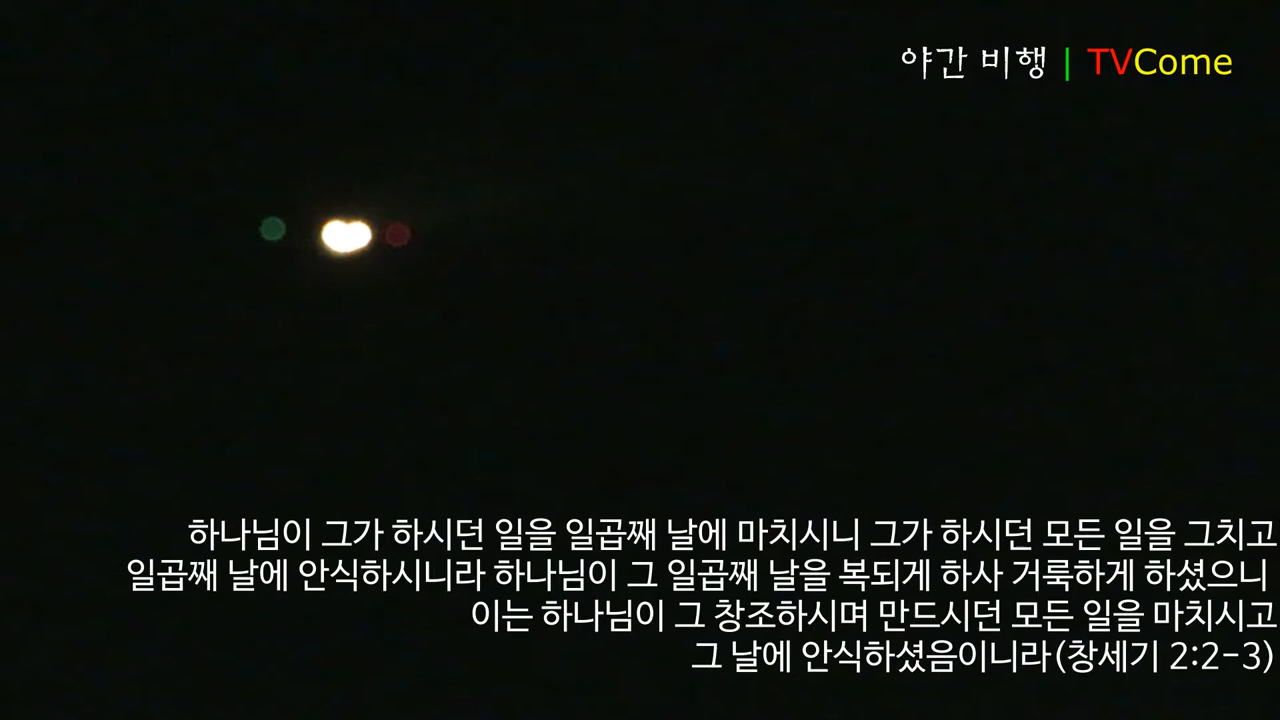 야간 비행 | TVCome
하나님이 그가 하시던 일을 일곱째 날에 마치시니 그가 하시던 모든 일을 그치고
일곱째 날에 안식하시니라 하나님이 그 일곱째 날을 복되게 하사 거룩하게 하셨으니
이는 하나님이 그 창조하시며 만드시던 모든 일을 마치시고
그 날에 안식하셨음이니라(창세기 2:2-3)